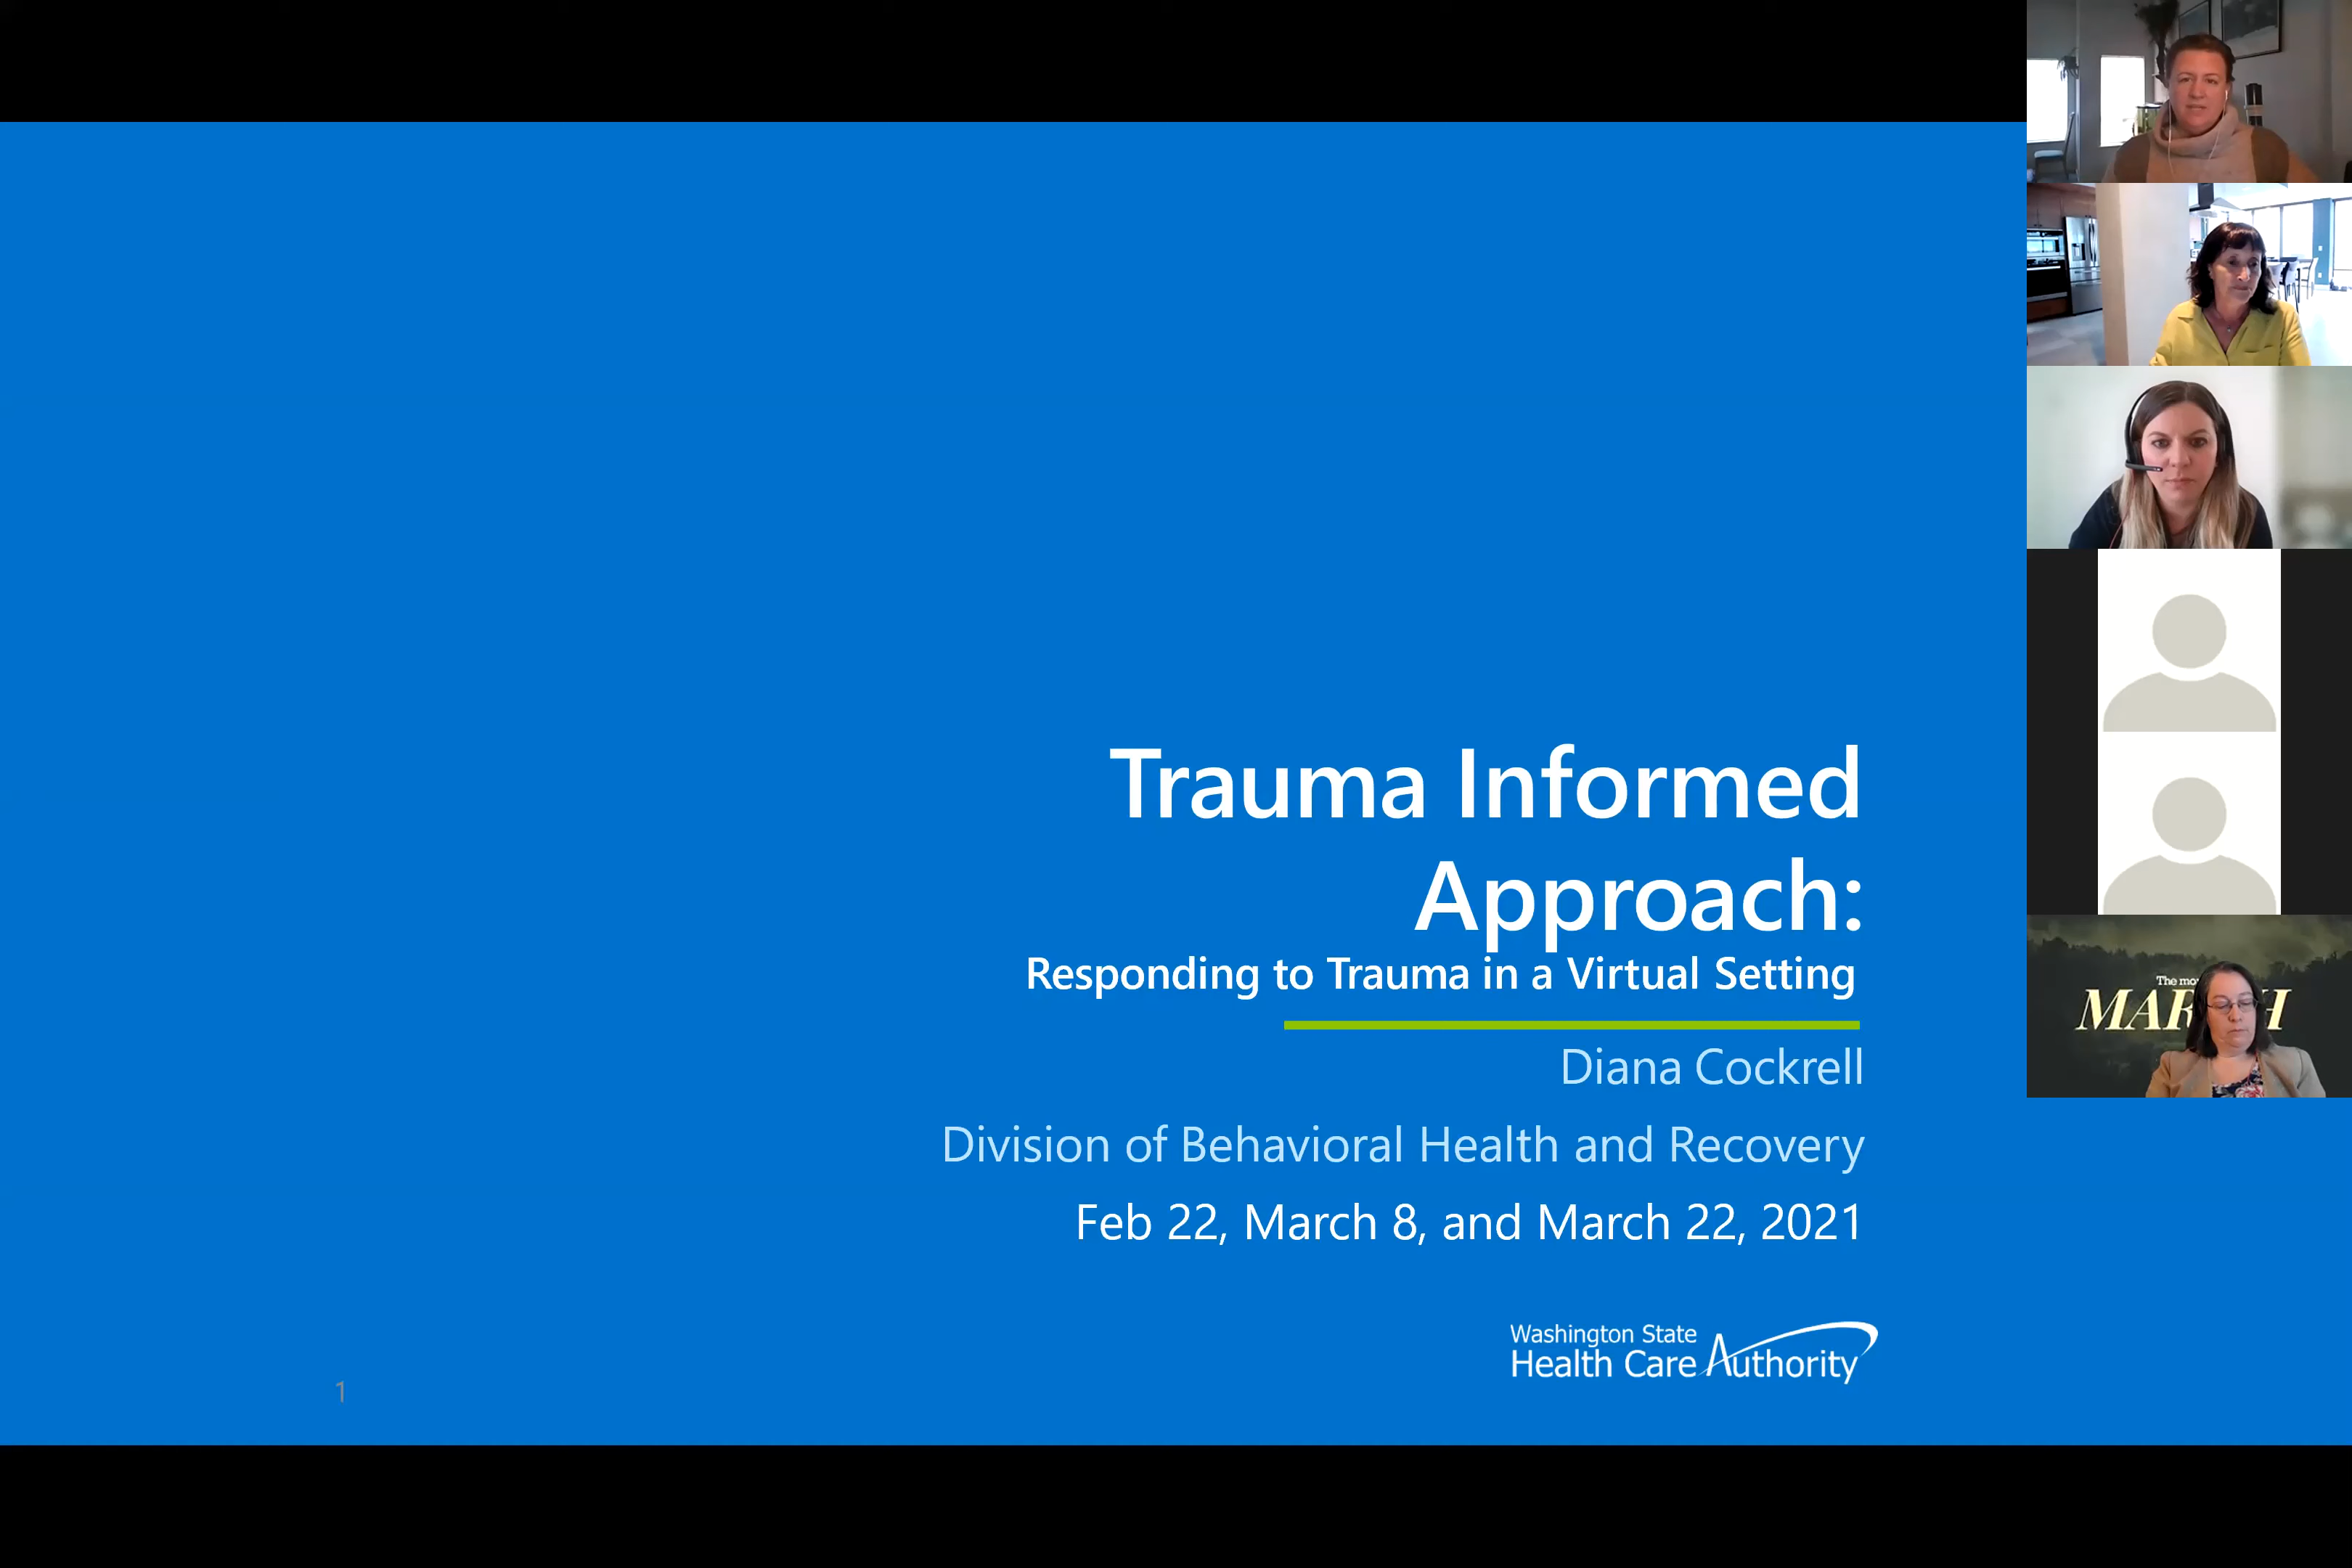 Trauma Informed
Approach:
Responding to Trauma in a Virtual Setting
Diana Cockrell
Division of Behavioral Health and Recovery
Feb 22, March 8, and March 22, 2021
Washington State
Health Care Authority
1
The